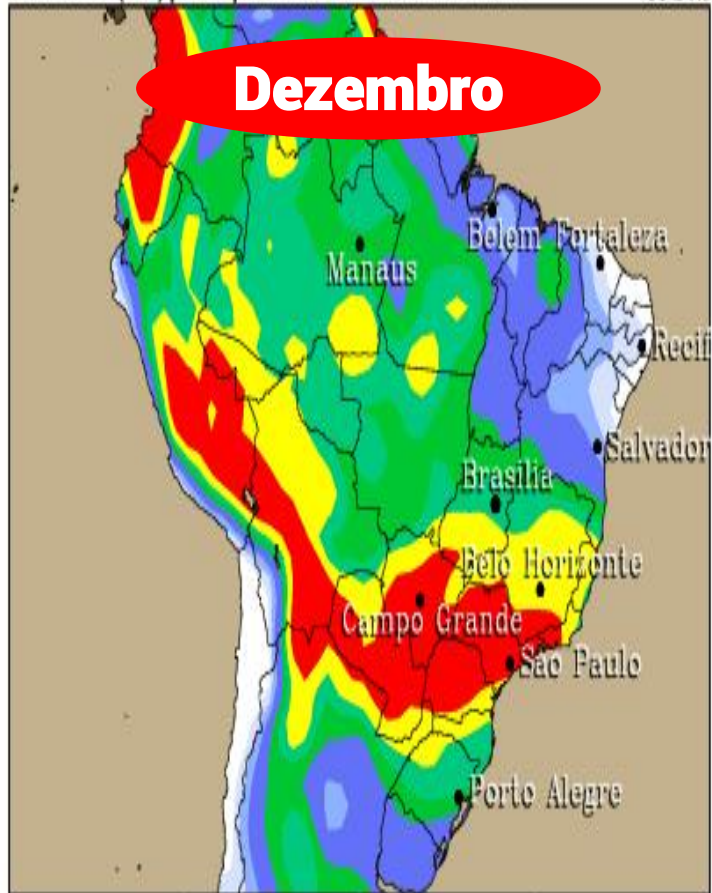 Dezembro
Belem Fortaleza
Manaus
Recif
Salvador
Brasilia
Belo Horizonte
Campo Grande
São Paulo
Porto Alegre